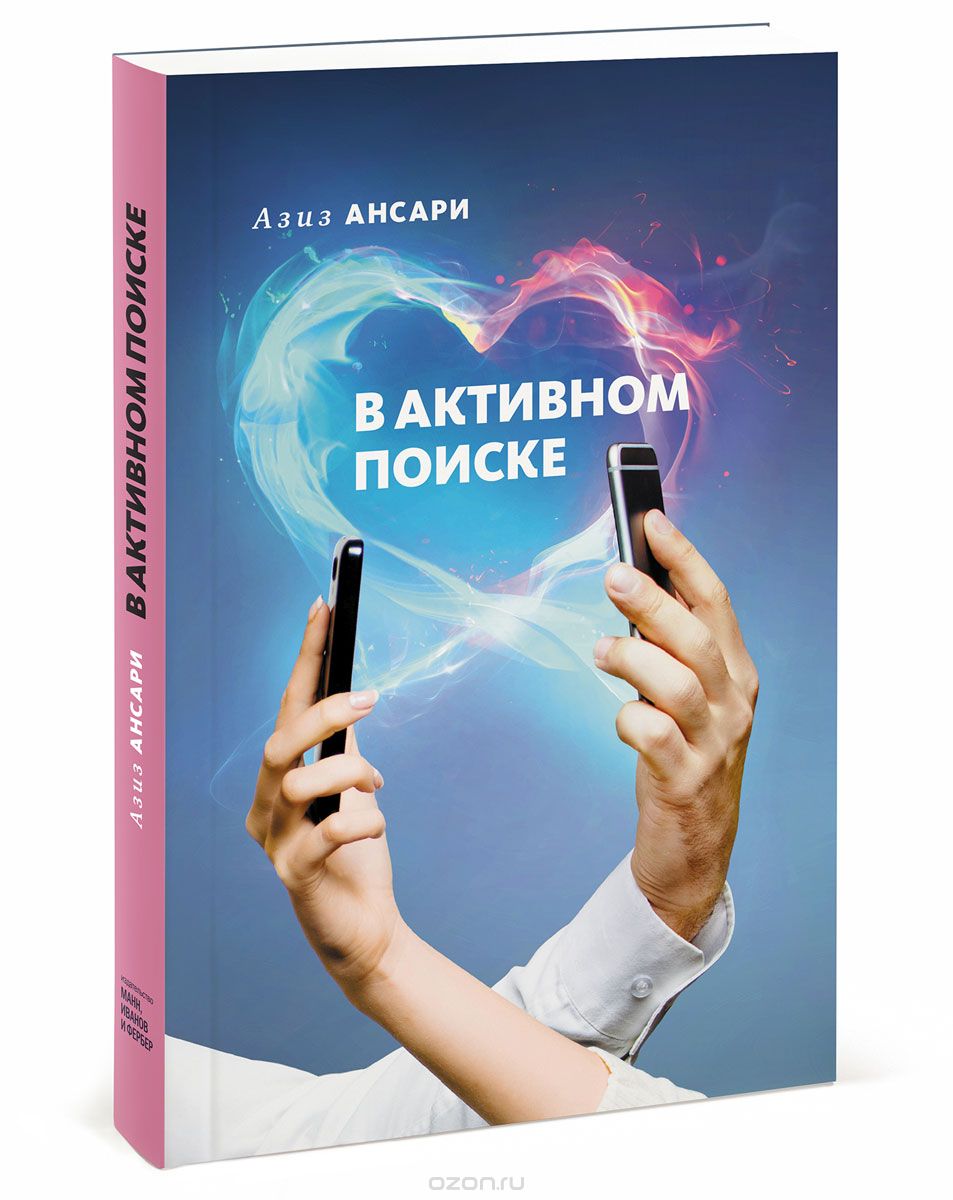 Азиз АНСАРИ
В АКТИВНОМ
ПОИСКЕ
Азиз АНСАРИ В АКТИВНОМ ПОИСКЕ
издательство
МАНН,
ИВАНОВ
И ФЕРБЕР
ozon.ru